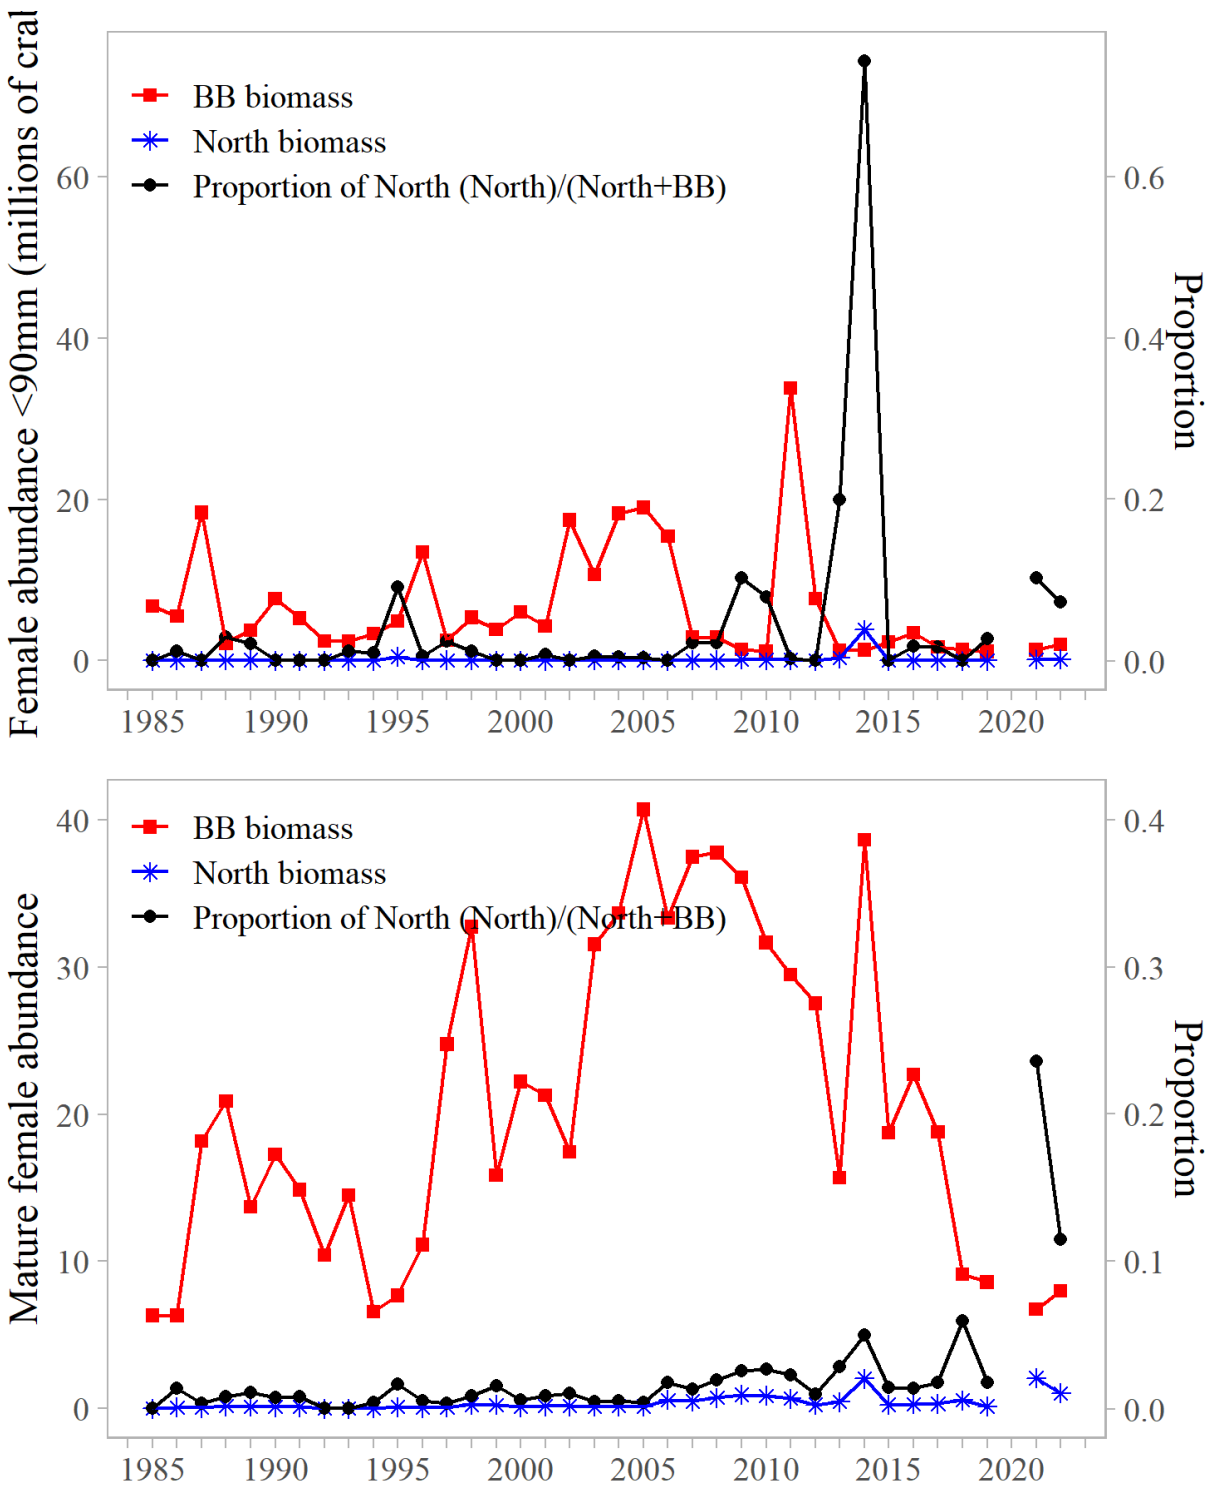 Female abundance <90mm (millions of cral
BB biomass
North biomass
Proportion of North (North)/(North+BB)
60
40
20
0
0.6
0.4
0.2
0.0
Proportion
1985 1990 1995 2000 2005 2010 2015 2020
Mature female abundance
BB biomass
North biomass
Proportion of North (North)/(North+BB)
40
30
20
10
0
0.4
0.3
0.2
0.1
0.0
Proportion
1985 1990 1995 2000 2005 2010 2015 2020